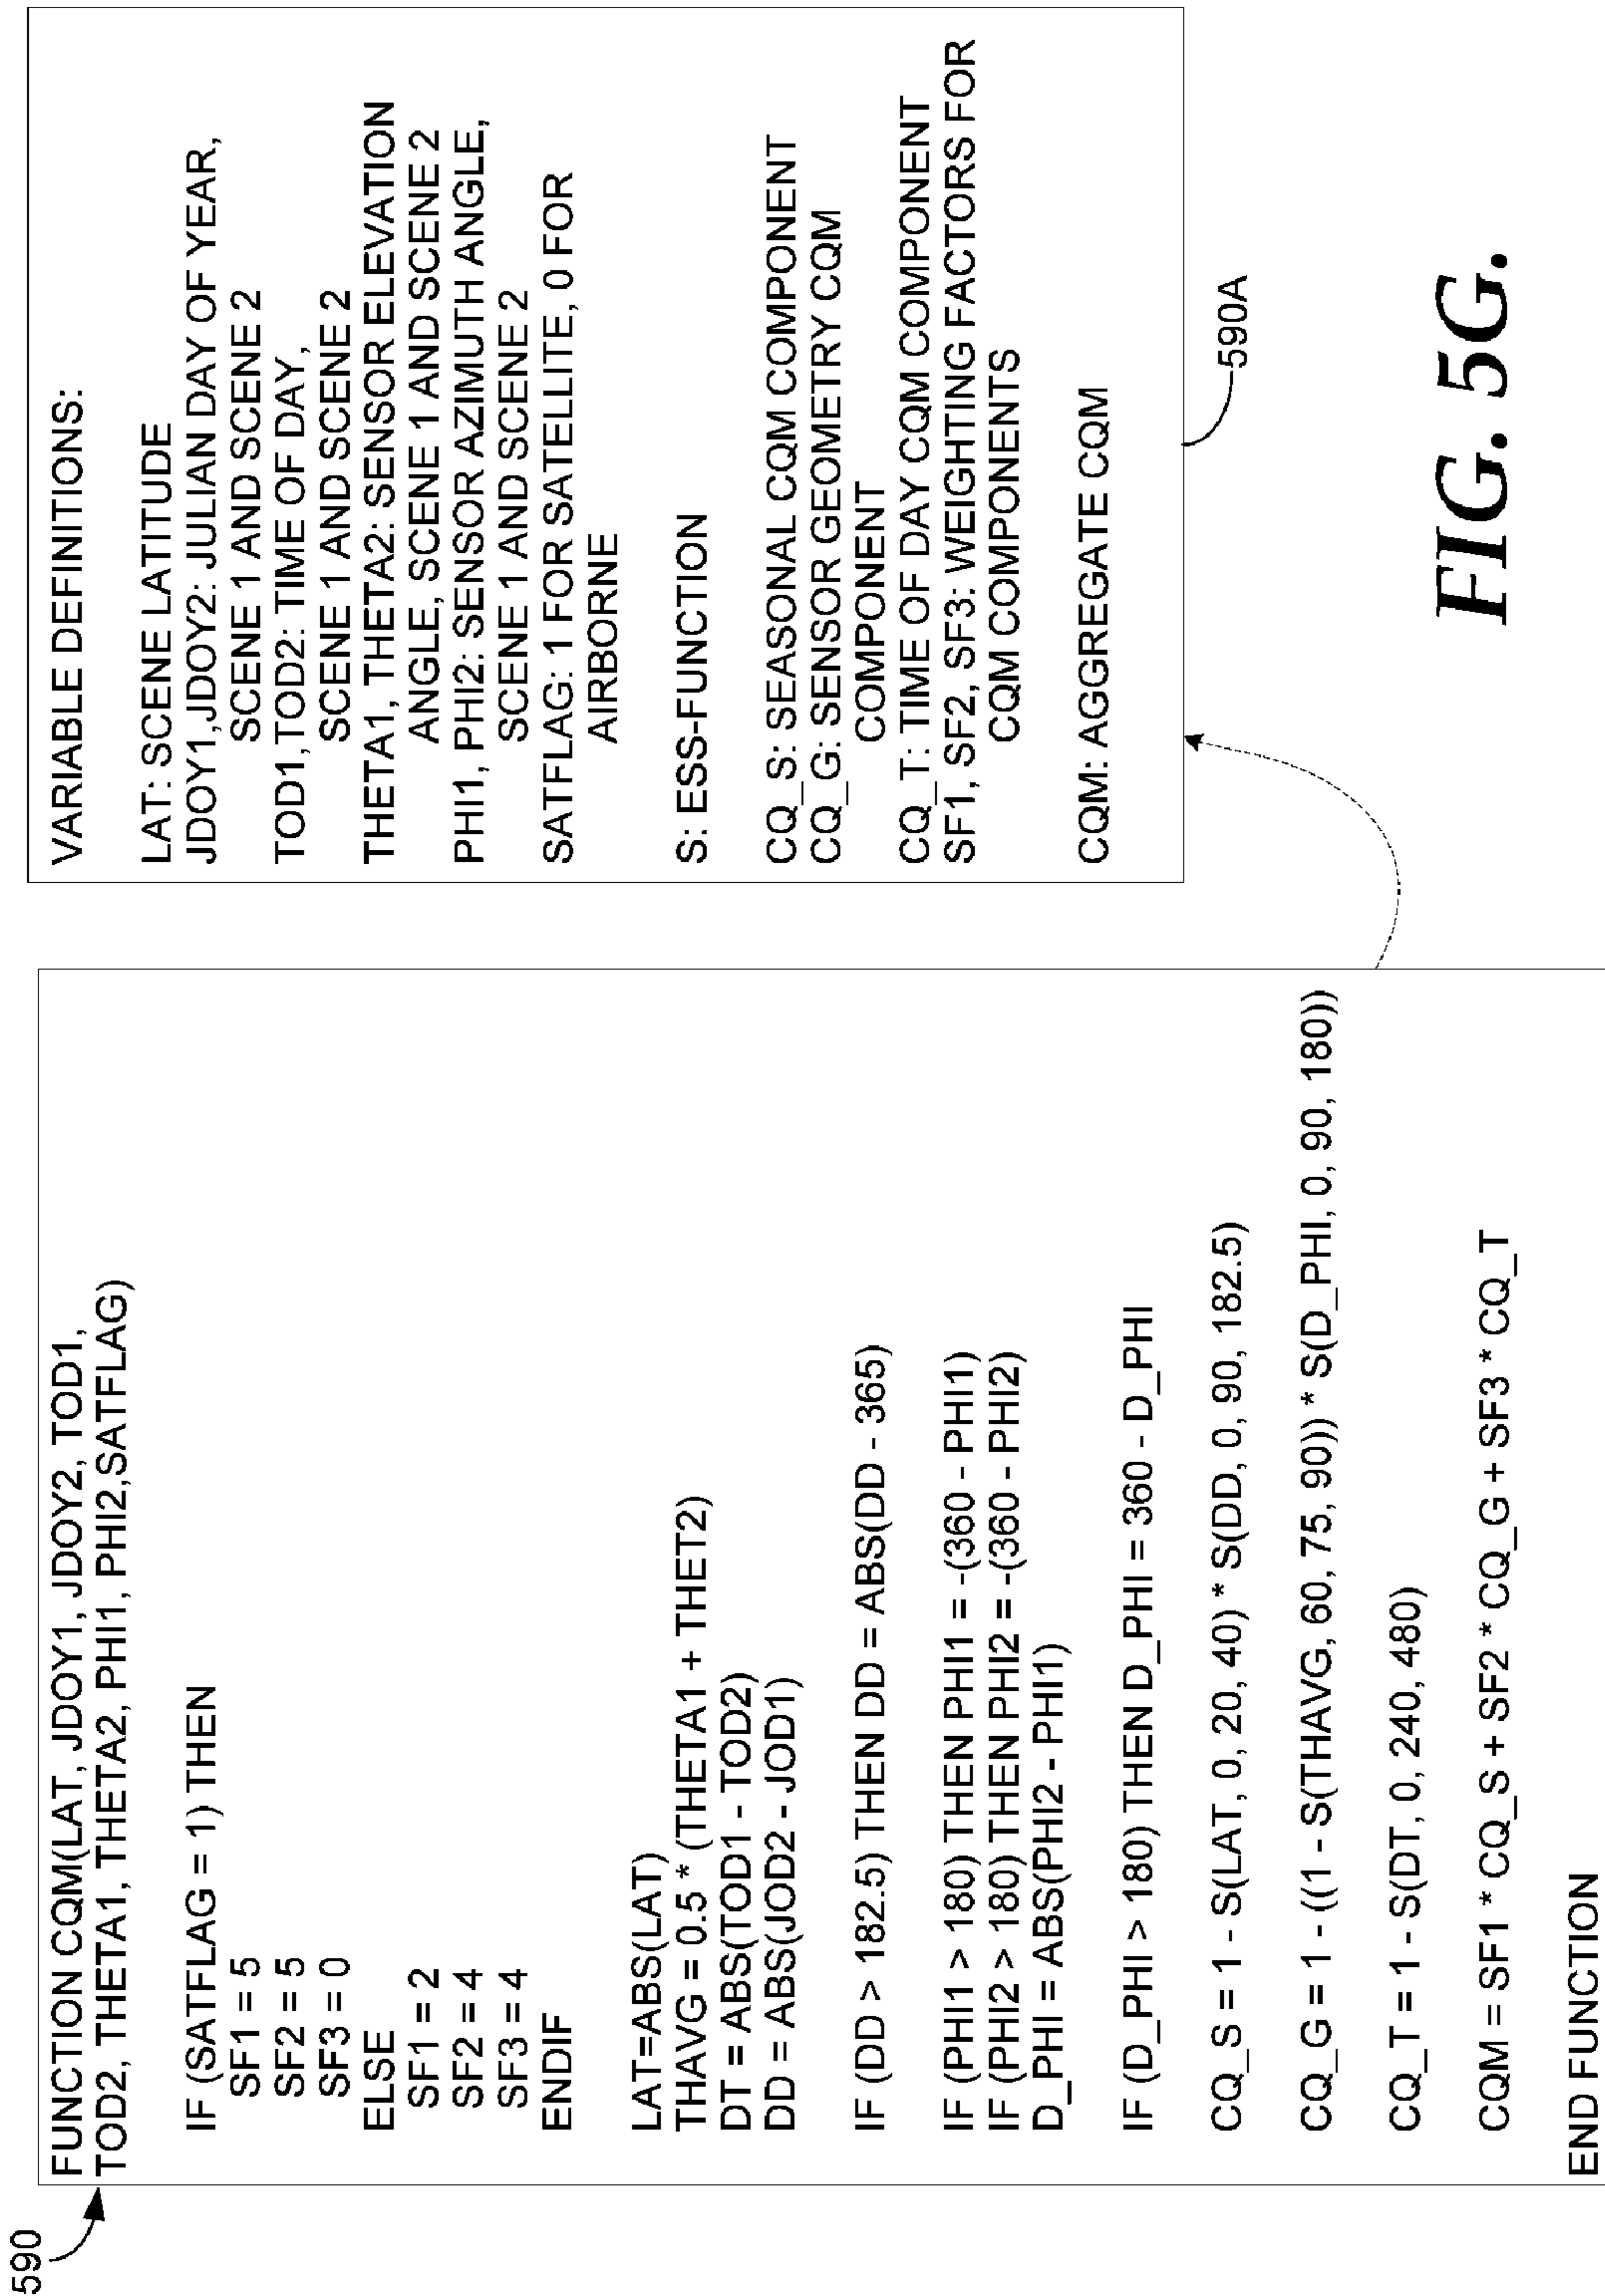 590
FUNCTION CQM(LAT, JDOY1, JDOY2, TOD1,
TOD2, THETA1, THETA2, PHI1, PHI2,SATFLAG)
IF (SATFLAG = 1) THEN
SF1 = 5
SF2 = 5
SF3 = 0
ELSE
SF1 = 2
SF2 = 4
SF3 = 4
ENDIF
LAT=ABS(LAT)
THAVG = 0.5 * (THETA1 + THET2)
DT = ABS(TOD1 - TOD2)
DD = ABS(JOD2 - JOD1)
IF (DD > 182.5) THEN DD = ABS(DD - 365)
IF (PHI1 > 180) THEN PHI1 = -(360 - PHI1)
IF (PHI2 > 180) THEN PHI2 = -(360 - PHI2)
D_PHI = ABS(PHI2 - PHI1)
IF (D_PHI > 180) THEN D_PHI = 360 - D_PHI
CQ_S = 1 - S(LAT, 0, 20, 40) * S(DD, 0, 90, 182.5)
CQ_G = 1 - ((1 - S(THAVG, 60, 75, 90)) * S(D_PHI, 0, 90, 180))
CQ_T = 1 - S(DT, 0, 240, 480)
CQM = SF1 * CQ_S + SF2 * CQ_G + SF3 * CQ_T
END FUNCTION
VARIABLE DEFINITIONS:
LAT: SCENE LATITUDE
JDOY1,JDOY2: JULIAN DAY OF YEAR,
SCENE 1 AND SCENE 2
TOD1,TOD2: TIME OF DAY,
SCENE 1 AND SCENE 2
THETA1, THETA2: SENSOR ELEVATION
ANGLE, SCENE 1 AND SCENE 2
PHI1, PHI2: SENSOR AZIMUTH ANGLE,
SCENE 1 AND SCENE 2
SATFLAG: 1 FOR SATELLITE, 0 FOR
AIRBORNE
S: ESS-FUNCTION
CQ_S: SEASONAL CQM COMPONENT
CQ_G: SENSOR GEOMETRY CQM
COMPONENT
CQ_T: TIME OF DAY CQM COMPONENT
SF1, SF2, SF3: WEIGHTING FACTORS FOR
CQM COMPONENTS
CQM: AGGREGATE CQM
590A
FIG. 5G.